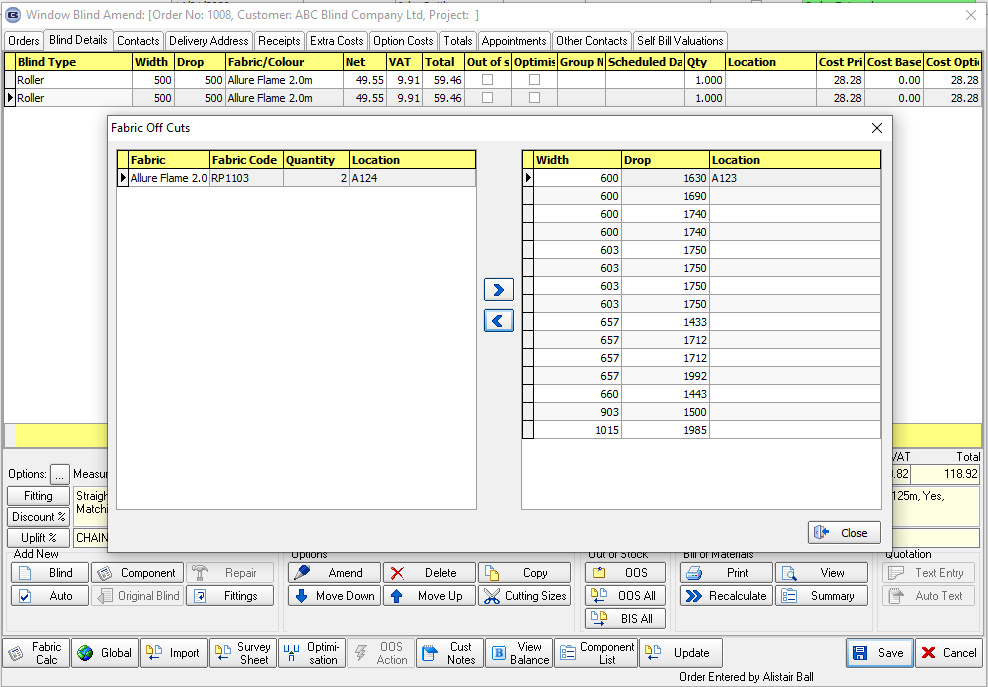 Window Blind Amend: [Order No: 1008, Customer: ABC Blind Company Ltd, Project: ]
Orders Blind Details Contacts Delivery Address Receipts Extra Costs Option Costs Totals Appointments Other Contacts Self Bill Valuations
Blind Type Width Drop Fabric/Colour Net VAT Total Out of s Optimis Group N Scheduled Da Qty Location Cost Pri Cost Base Cost Optio
Roller 500 500 Allure Flame 2.0m 49.55 9.91 59.46 1.000 28.28 0.00 28.28
Roller 500 500 Allure Flame 2.0m 49.55 9.91 59.46 1.000 28.28 0.00 28.28
Fabric Off Cuts
Fabric Fabric Code Quantity Location
Allure Flame 2.0 RP1103 2 A124
Width Drop Location
600 1630 A123
600 1690
600 1740
600 1740
603 1750
603 1750
603 1750
603 1750
657 1433
657 1712
657 1712
657 1992
660 1443
903 1500
1015 1985
Close
VAT Total
.82 118.92
Options: ... Measur
Fitting Straigh 125m, Yes,
Matchi
Discount %
Uplift % CHAIN
Add New Options Out of Stock Bill of Materials Quotation
Blind Component Repair Amend Delete Copy OOS Print View Text Entry
Auto Original Blind Fittings Move Down Move Up Cutting Sizes OOS All Recalculate Summary Auto Text
BIS All
Fabric Calc Global Import Survey Sheet Optimi-sation OOS Action Cust Notes View Balance Component List Update Save Cancel
Order Entered by Alistair Ball